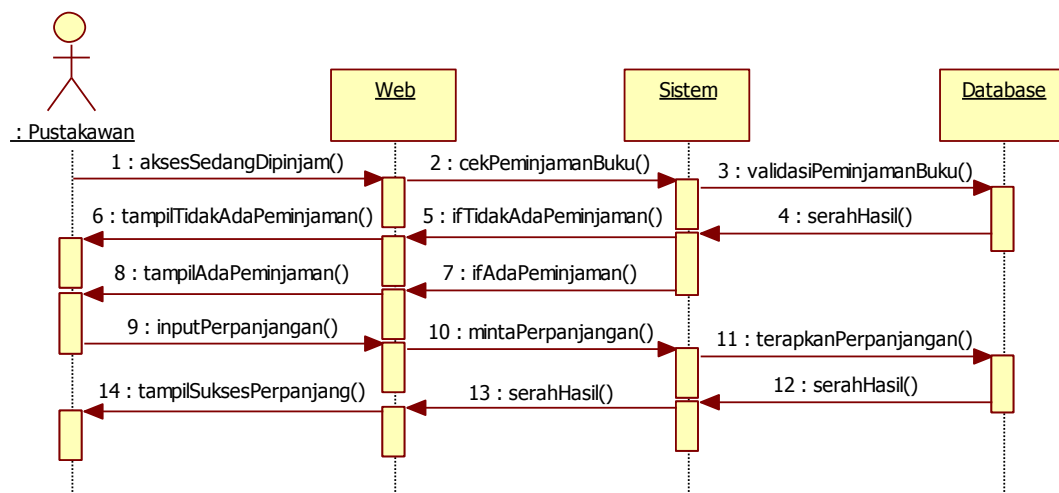 : Pustakawan
Web
Sistem
Database
1 : aksesSedangDipinjam()
2 : cekPeminjamanBuku()
3 : validasiPeminjamanBuku()
4 : serahHasil()
5 : ifTidakAdaPeminjaman()
6 : tampilTidakAdaPeminjaman()
7 : ifAdaPeminjaman()
8 : tampilAdaPeminjaman()
9 : inputPerpanjangan()
10 : mintaPerpanjangan()
11 : terapkanPerpanjangan()
12 : serahHasil()
13 : serahHasil()
14 : tampilSuksesPerpanjang()